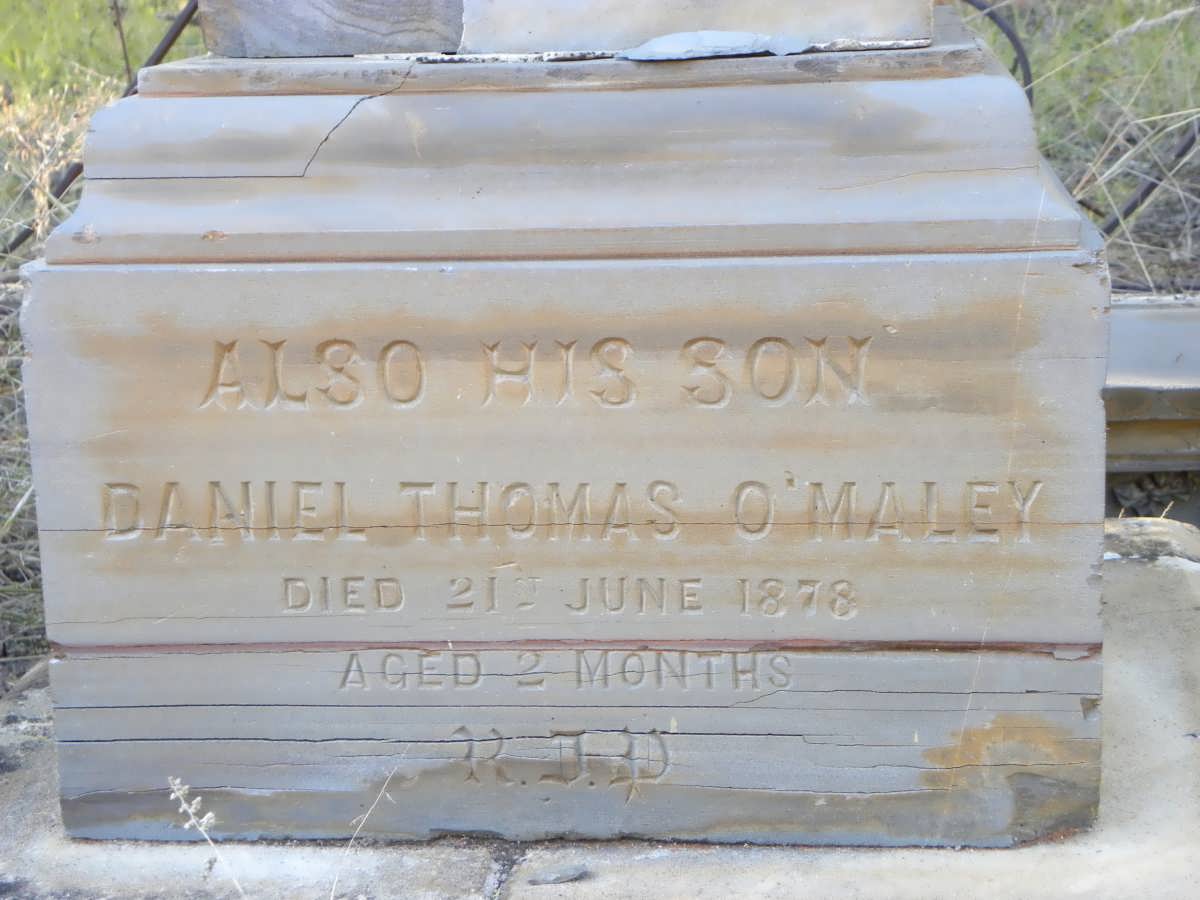 ALSO HIS SON
DANIEL THOMAS O'MALEY
DIED 21ST JUNE 1878
AGED 2 MONTHS
R.I.P